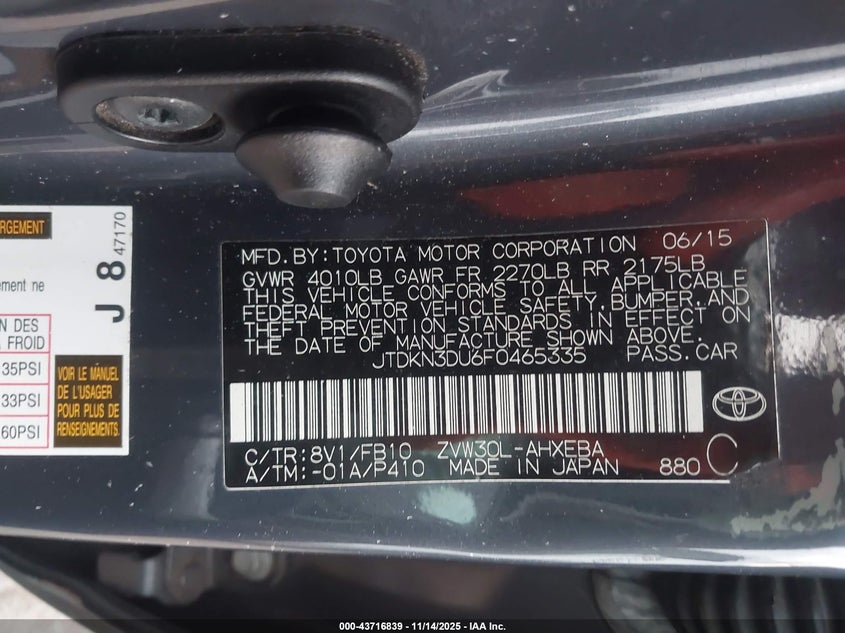 RGEMENT
47170
J 8
ement ne
N DES
A FROID
35PSI
33PSI
60PSI
VOIR LE MANUEL
DE L'USAGER
POUR PLUS DE
RENSEIGNEMENTS.
MFD.BY:TOYOTA MOTOR CORPORATION 06/15
GVWR 4010LB GAWR FR 2270LB RR 2175LB
THIS VEHICLE CONFORMS TO ALL APPLICABLE
FEDERAL MOTOR VEHICLE SAFETY,BUMPER,AND
THEFT PREVENTION STANDARDS IN EFFECT ON
THE DATE OF MANUFACTURE SHOWN ABOVE.
JTDKN3DU6F0465335 PASS.CAR
C/TR:8V1/FB10 ZVW30L-AHXEBA
A/TM:-01A/P410 MADE IN JAPAN 880 C
000-43716839 - 11/14/2025 - IAA Inc.